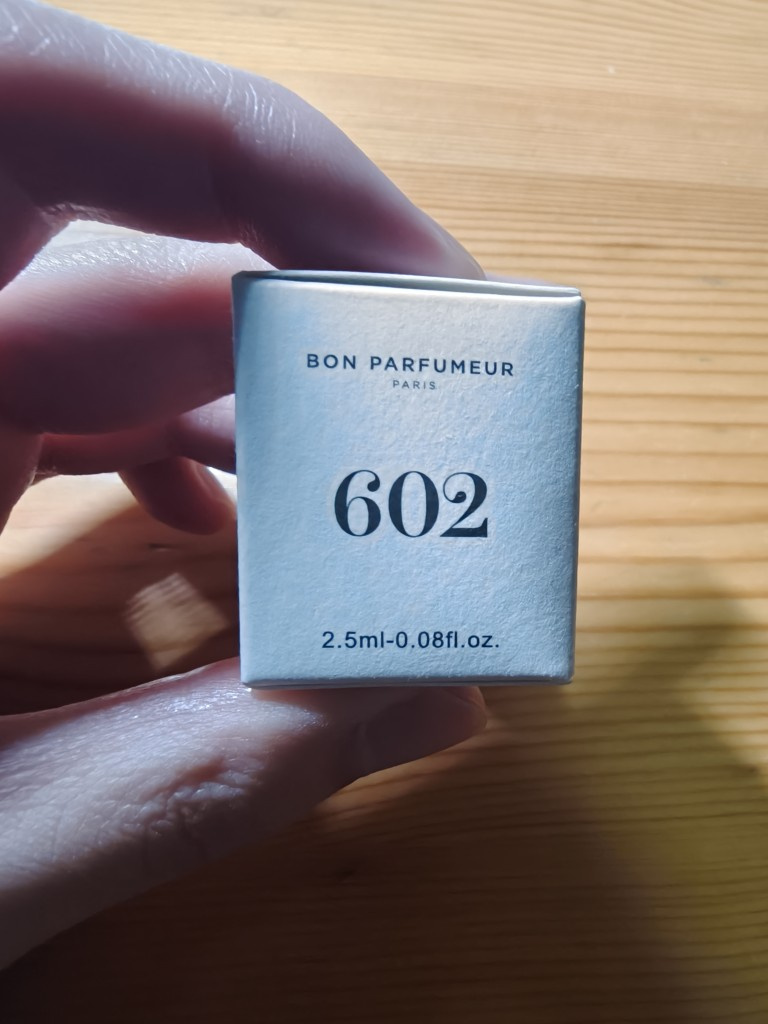 BON PARFUMEUR
PARIS
602
2.5ml-0.08fl.oz.